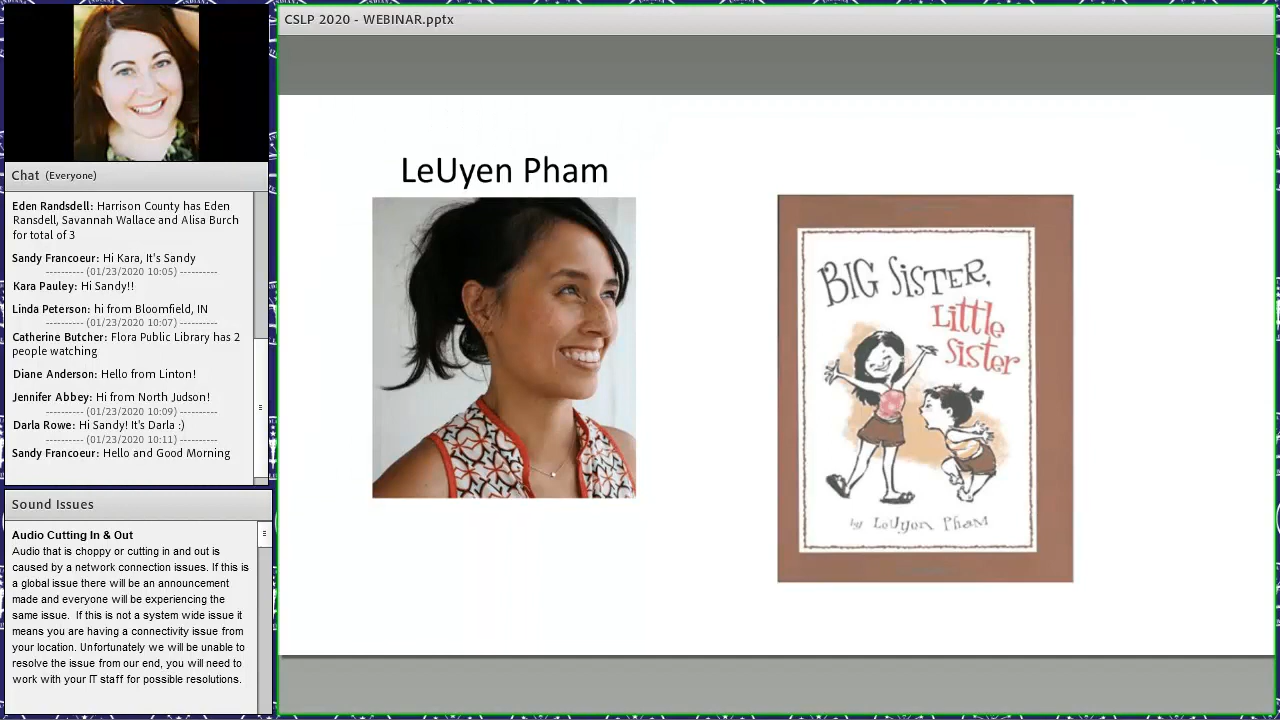 CSLP 2020 - WEBINAR.pptx
Chat (Everyone)
Eden Randsdell: Harrison County has Eden
Ransdell, Savannah Wallace and Alisa Burch
for total of 3
Sandy Francoeur: Hi Kara, It's Sandy
---------- (01/23/2020 10:05) ----------
Kara Pauley: Hi Sandy!!
Linda Peterson: hi from Bloomfield, IN
---------- (01/23/2020 10:07) ----------
Catherine Butcher: Flora Public Library has 2
people watching
Diane Anderson: Hello from Linton!
Jennifer Abbey: Hi from North Judson!
---------- (01/23/2020 10:09) ----------
Darla Rowe: Hi Sandy! It's Darla :)
---------- (01/23/2020 10:11) ----------
Sandy Francoeur: Hello and Good Morning
Sound Issues
Audio Cutting In & Out
Audio that is choppy or cutting in and out is
caused by a network connection issues. If this is
a global issue there will be an announcement
made and everyone will be experiencing the
same issue.  If this is not a system wide issue it
means you are having a connectivity issue from
your location. Unfortunately we will be unable to
resolve the issue from our end, you will need to
work with your IT staff for possible resolutions.
LeUyen Pham
BIG SiSTER,
Little
SisteR
by LeUyen Pham